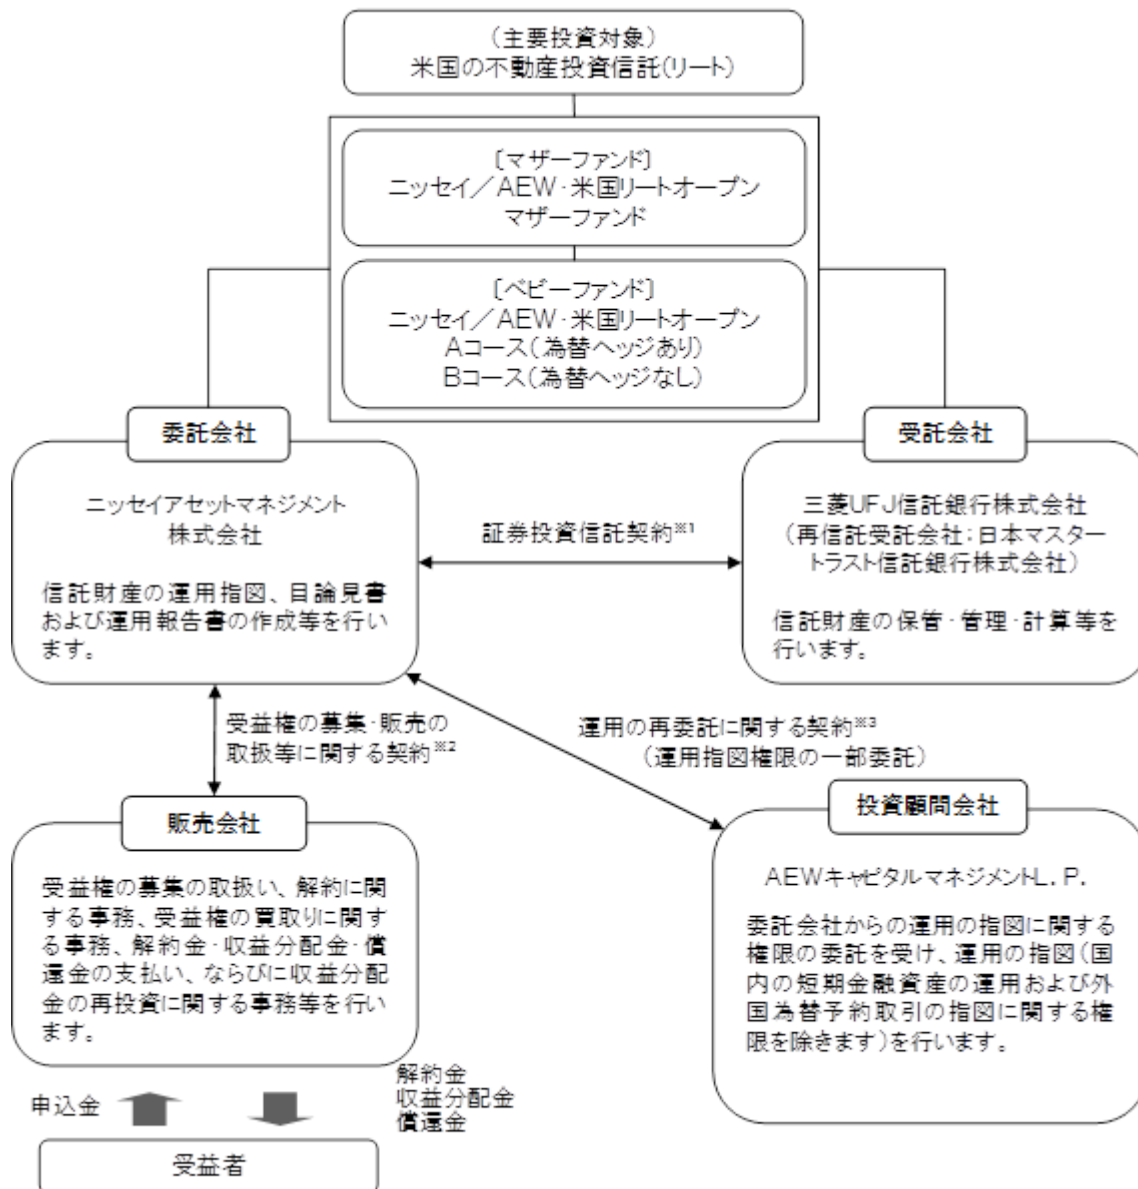 （主要投資対象）
米国の不動産投資信託(リート)
〔マザーファンド〕
ニッセイ／AEW・米国リートオープン
マザーファンド
〔ベビーファンド〕
ニッセイ／AEW・米国リートオープン
Aコース(為替ヘッジあり)
Bコース(為替ヘッジなし)
委託会社
ニッセイアセットマネジメント
株式会社
信託財産の運用指図、目論見書
および運用報告書の作成等を行い
ます。
証券投資信託契約※1
受託会社
三菱UFJ信託銀行株式会社
(再信託受託会社:日本マスター
トラスト信託銀行株式会社)
信託財産の保管・管理・計算等を
行います。
受益権の募集・販売の
取扱等に関する契約※2
運用の再委託に関する契約※3
(運用指図権限の一部委託)
販売会社
受益権の募集の取扱い、解約に関
する事務、受益権の買取りに関す
る事務、解約金・収益分配金・償
還金の支払い、ならびに収益分配
金の再投資に関する事務等を行い
ます。
投資顧問会社
AEWキャピタルマネジメントL．P．
委託会社からの運用の指図に関する
権限の委託を受け、運用の指図(国
内の短期金融資産の運用および外
国為替予約取引の指図に関する権
限を除きます)を行います。
申込金
解約金
収益分配金
償還金
受益者